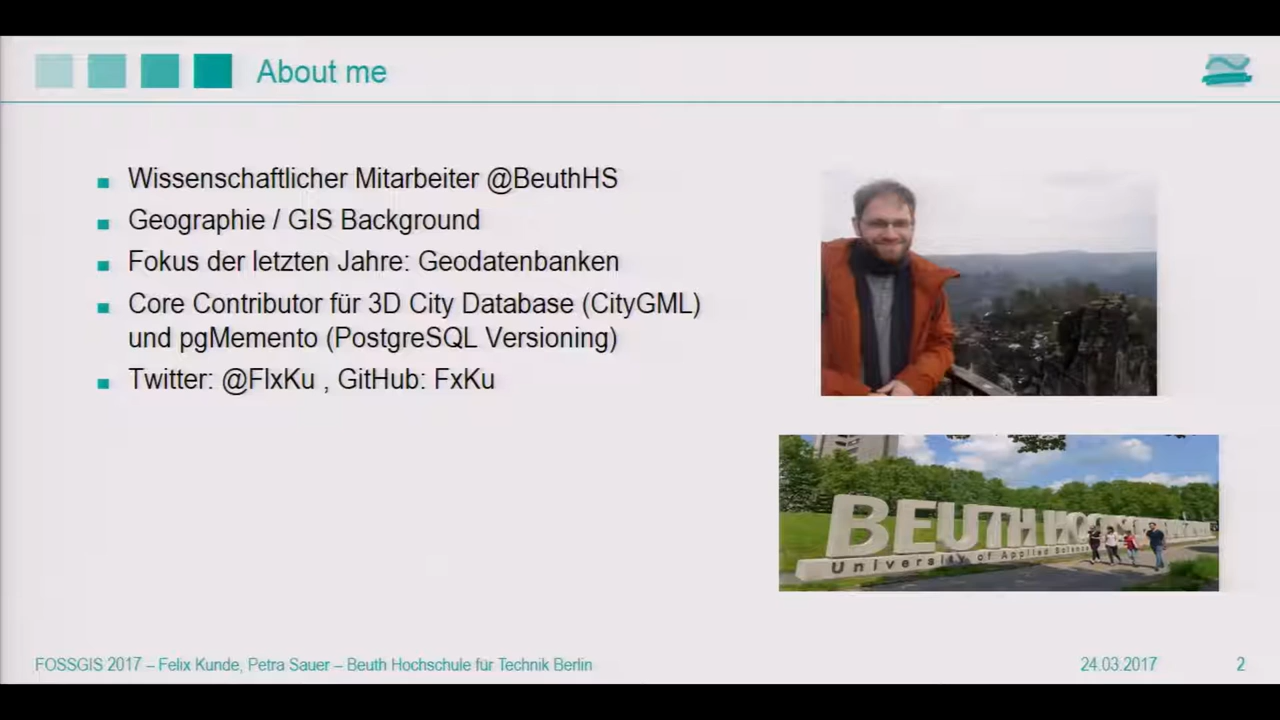 About me
Wissenschaftlicher Mitarbeiter @BeuthHS
Geographie / GIS Background
Fokus der letzten Jahre: Geodatenbanken
Core Contributor für 3D City Database (CityGML)
und pgMemento (PostgreSQL Versioning)
Twitter: @FlxKu , GitHub: FxKu
BEUTH
University of Applied Sciences
FOSSGIS 2017 – Felix Kunde, Petra Sauer – Beuth Hochschule für Technik Berlin
24.03.2017
2